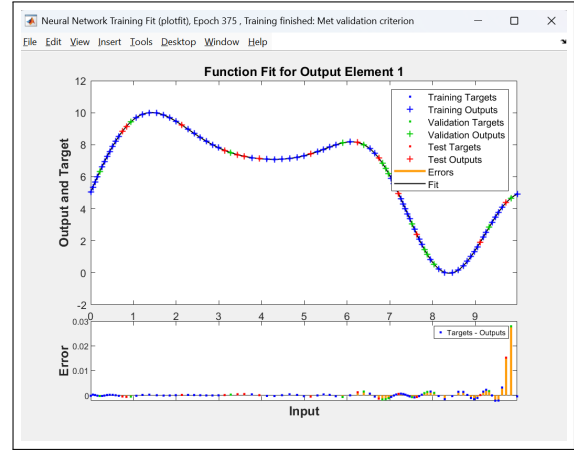 Neural Network Training Fit (plotfit), Epoch 375 , Training finished: Met validation criterion
File Edit View Insert Tools Desktop Window Help
Function Fit for Output Element 1
12
10
8
6
4
2
0
-2
Output and Target
Training Targets
Training Outputs
Validation Targets
Validation Outputs
Test Targets
Test Outputs
Errors
Fit
0 1 2 3 4 5 6 7 8 9
0.03
0.02
0.01
0
Error
Targets - Outputs
Input